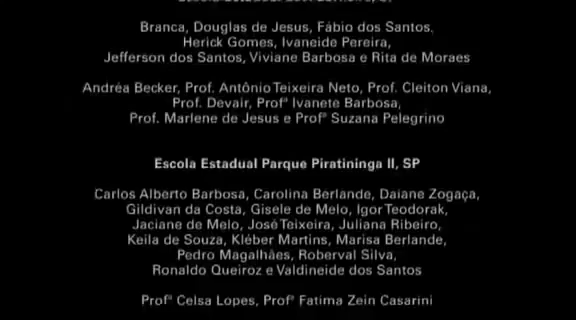 Branca, Douglas de Jesus, Fábio dos Santos,
Herick Gomes, Ivaneide Pereira,
Jefferson dos Santos, Viviane Barbosa e Rita de Moraes
Andréa Becker, Prof. Antônio Teixeira Neto, Prof. Cleiton Viana,
Prof. Devair, Profª Ivanete Barbosa,
Prof. Marlene de Jesus e Profª Suzana Pelegrino
Escola Estadual Parque Piratininga II, SP
Carlos Alberto Barbosa, Carolina Berlande, Daiane Zogaça,
Gildivan da Costa, Gisele de Melo, Igor Teodorak,
Jaciane de Melo, José Teixeira, Juliana Ribeiro,
Keila de Souza, Kléber Martins, Marisa Berlande,
Pedro Magalhães, Roberval Silva,
Ronaldo Queiroz e Valdineide dos Santos
Profª Celsa Lopes, Profª Fatima Zein Casarini